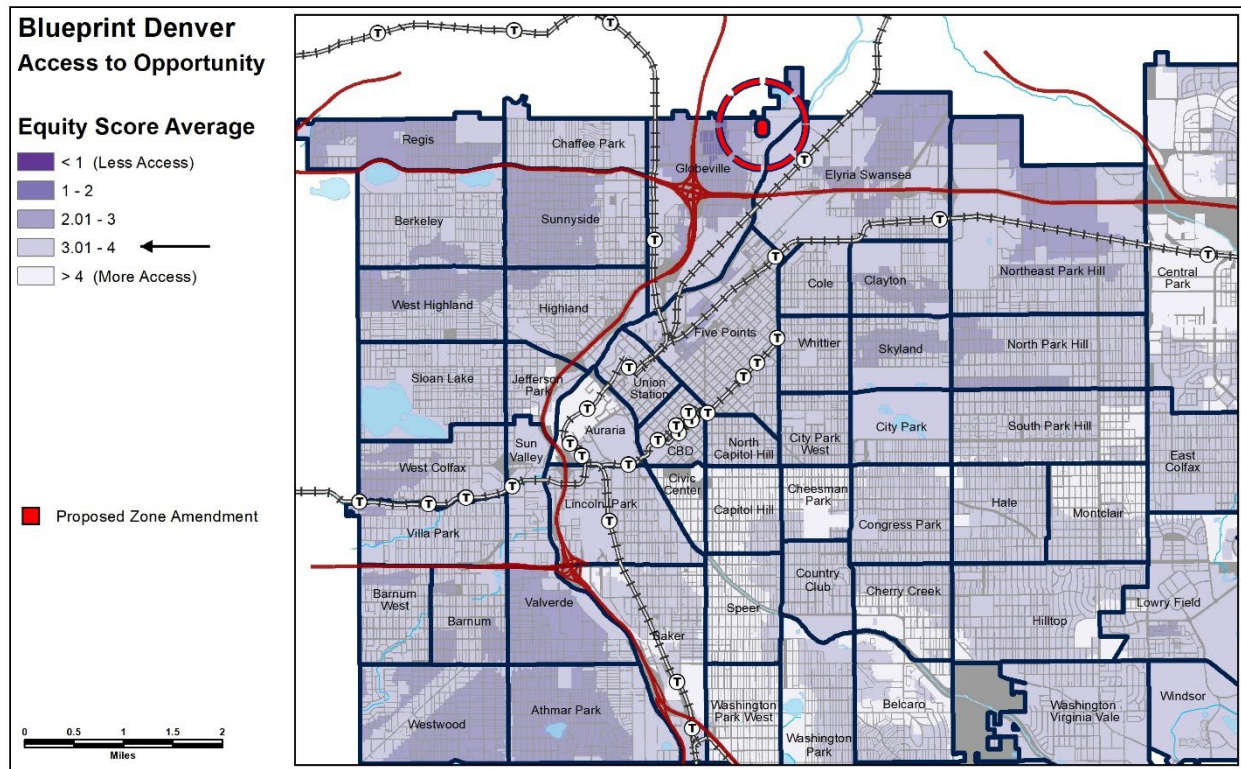 Blueprint Denver
Access to Opportunity
Equity Score Average
< 1 (Less Access)
1 - 2
2.01 - 3
3.01 - 4
> 4 (More Access)
Proposed Zone Amendment
0 0.5 1 1.5 2
Miles
T T T
Regis
Chaffee Park
Globeville
T
Elyria Swansea
Berkeley
Sunnyside
T
T
T
T
Northeast Park Hill
Central
Park
West Highland
Highland
Cole
Clayton
Five Points
T
Whittier
Skyland
North Park Hill
Sloan Lake
Jefferson
Park
T
Union
Station
T
T
T
Auraria
T
T
T
T
T
CBD
T
T
T
T
North
Capitol Hill
City Park
West
City Park
South Park Hill
East
Colfax
West Colfax
Sun
Valley
T
T
T
T
Civic
Center
Cheesman
Park
Hale
Montclair
Lincoln Park
T
Capitol Hill
Congress Park
Villa Park
Barnum
West
Barnum
Valverde
Baker
Speer
Country
Club
Cherry Creek
Hilltop
Lowry Field
T
Westwood
Athmar Park
T
Washington
Park West
Washington
Park
Belcaro
Washington
Virginia Vale
Windsor